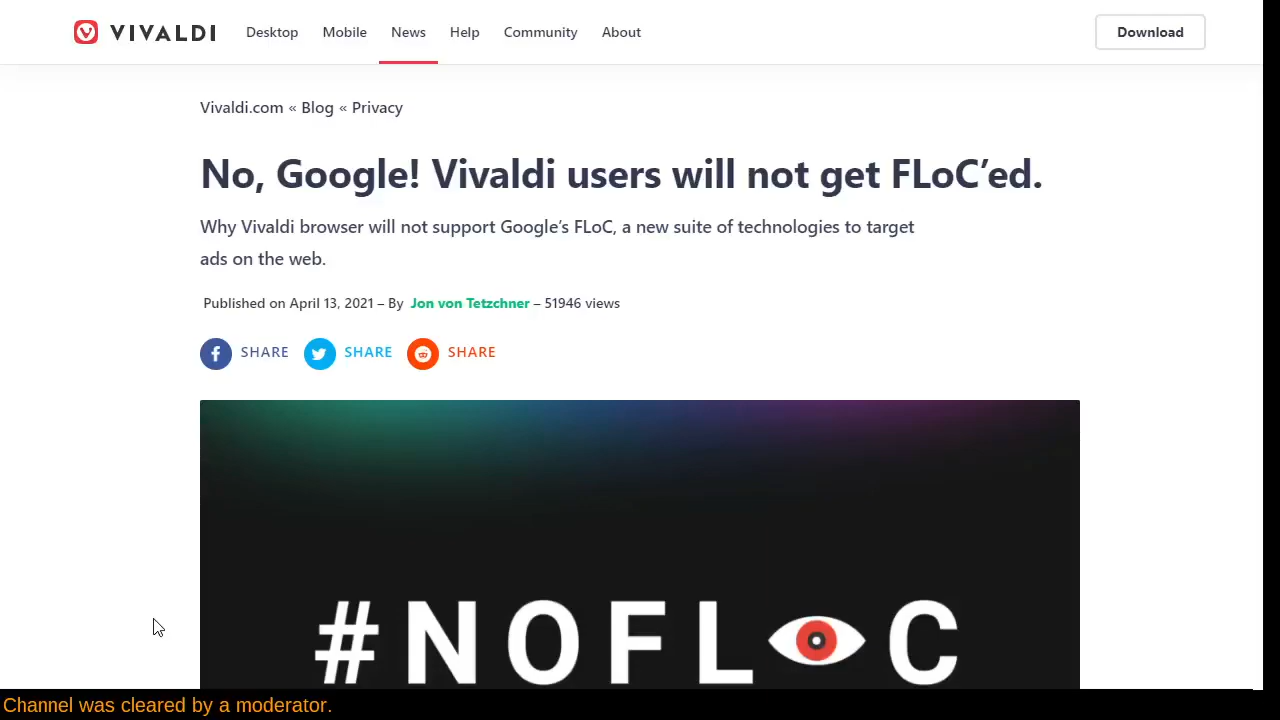 VIVALDI Desktop Mobile News Help Community About Download
Vivaldi.com « Blog « Privacy
No, Google! Vivaldi users will not get FLoC’ed.
Why Vivaldi browser will not support Google’s FLoC, a new suite of technologies to target
ads on the web.
Published on April 13, 2021 – By Jon von Tetzchner – 51946 views
SHARE SHARE SHARE
#NOFL C
Channel was cleared by a moderator.